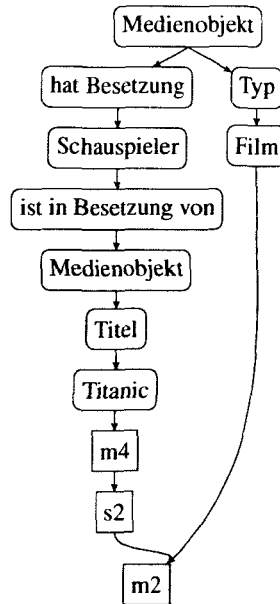 Medienobjekt
hat Besetzung Typ
Schauspieler Film
ist in Besetzung von
Medienobjekt
Titel
Titanic
m4
s2
m2